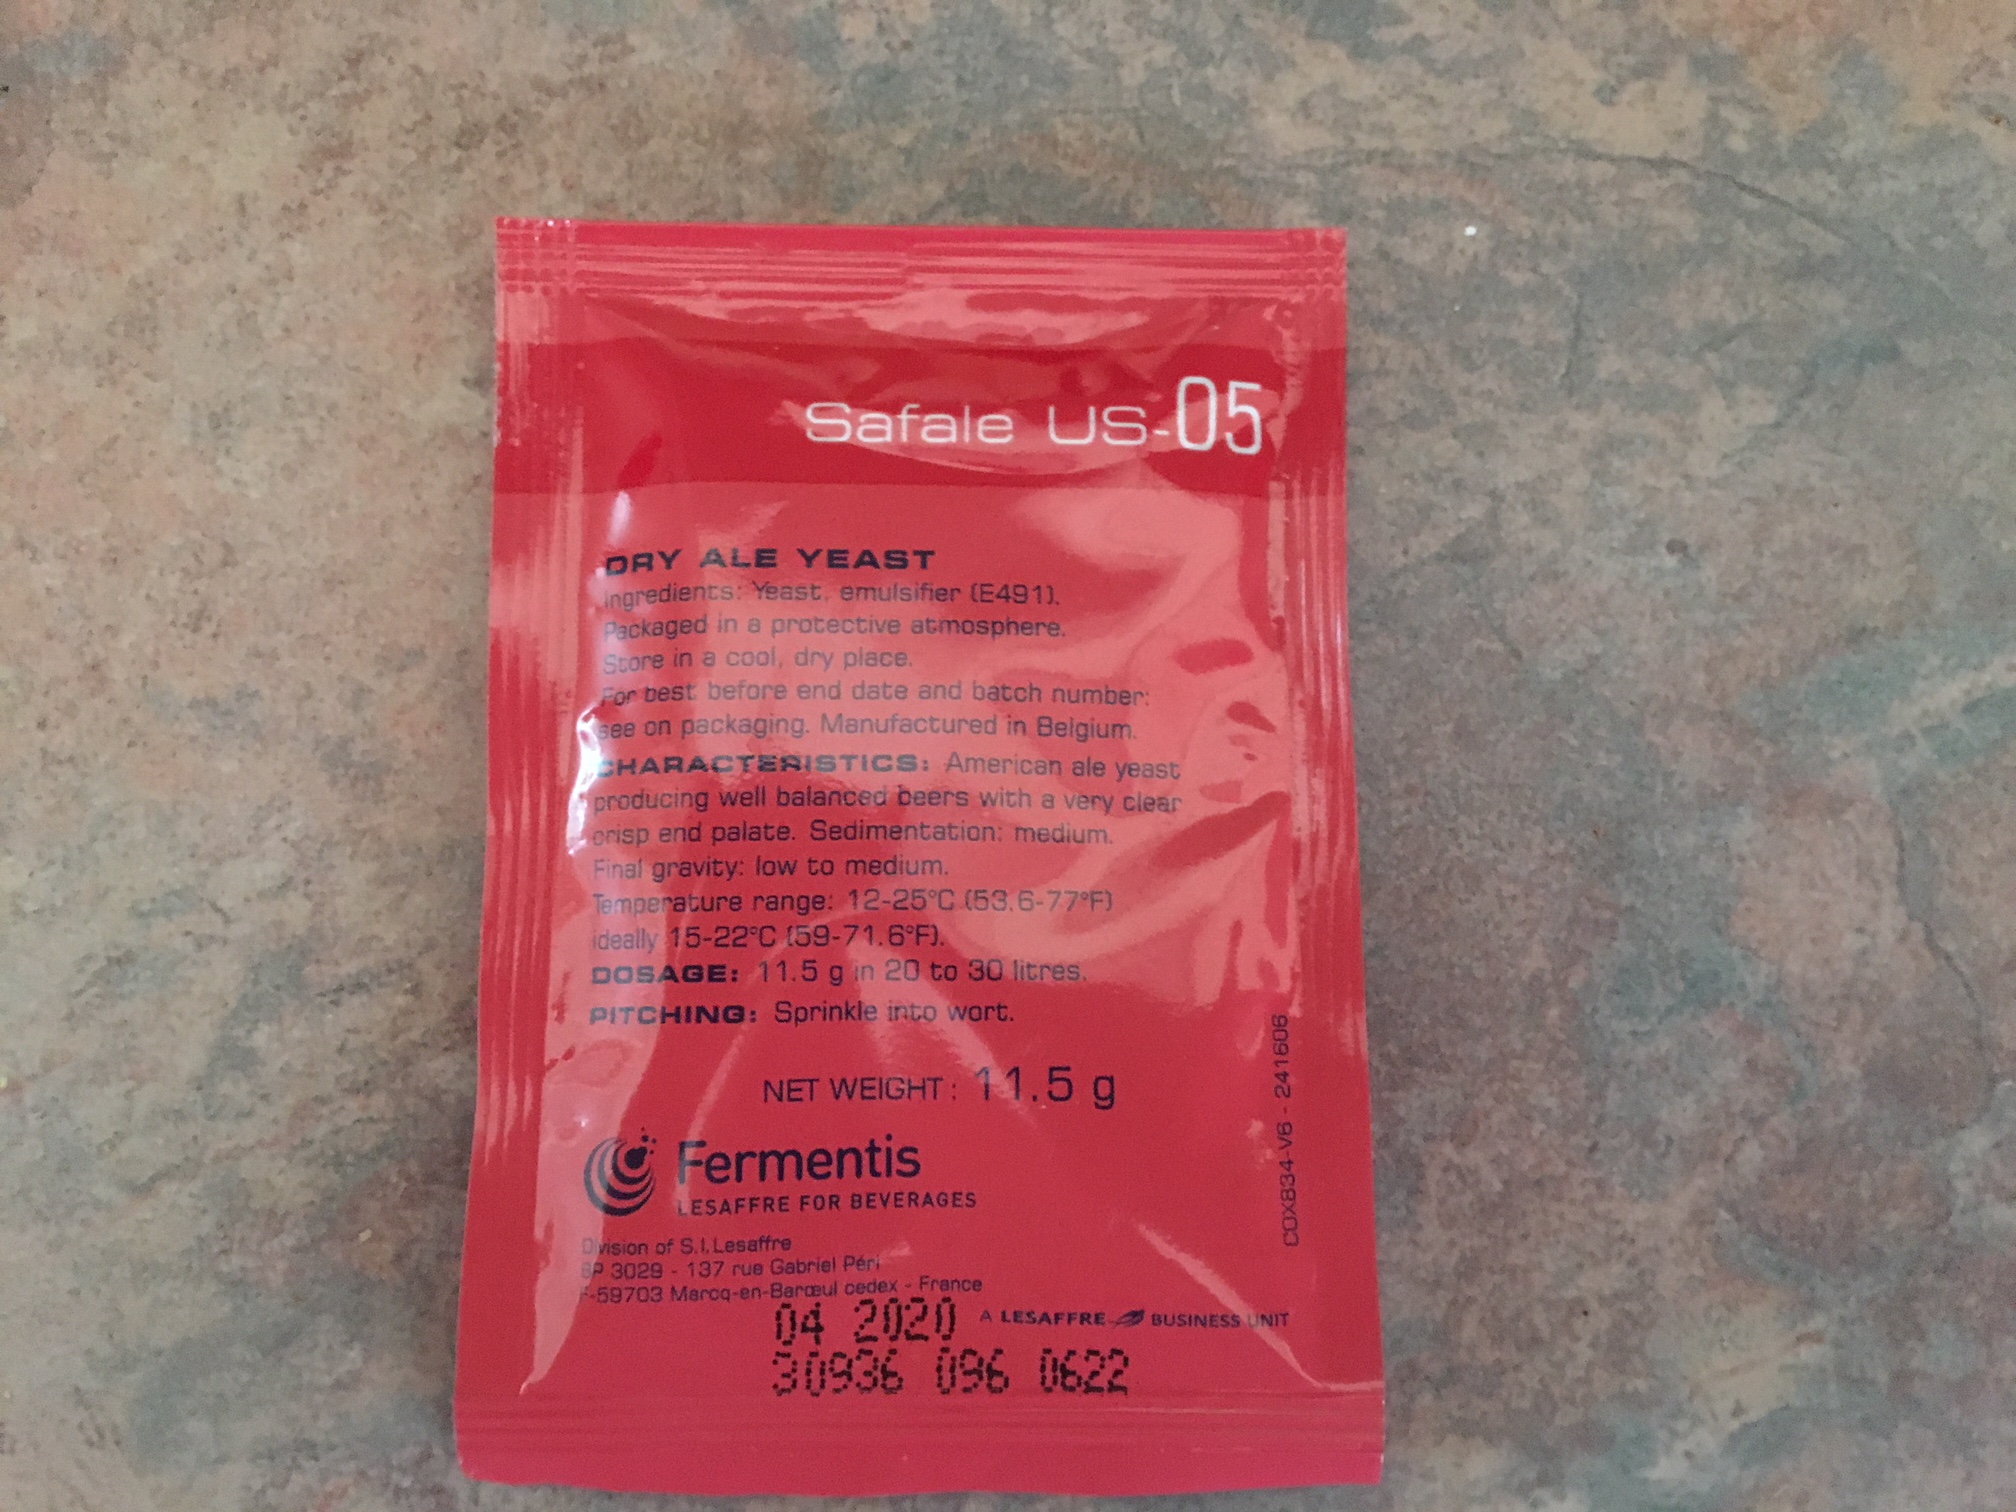 Safale US-05
DRY ALE YEAST
Ingredients: Yeast, emulsifier (E491).
Packaged in a protective atmosphere.
Store in a cool, dry place.
For best before end date and batch number:
see on packaging. Manufactured in Belgium.
CHARACTERISTICS: American ale yeast
producing well balanced beers with a very clear
crisp end palate. Sedimentation: medium.
Final gravity: low to medium.
Temperature range: 12-25°C (53.6-77°F)
ideally 15-22°C (59-71.6°F).
DOSAGE: 11.5 g in 20 to 30 litres.
PITCHING: Sprinkle into wort.
NET WEIGHT : 11.5 g
COX834-V6 - 241606
Fermentis
LESAFFRE FOR BEVERAGES
Division of S.I.Lesaffre
BP 3029 - 137 rue Gabriel Péri
F-59703 Marcq-en-Barœul cedex - France
A LESAFFRE BUSINESS UNIT
04 2020
30936 096 0622